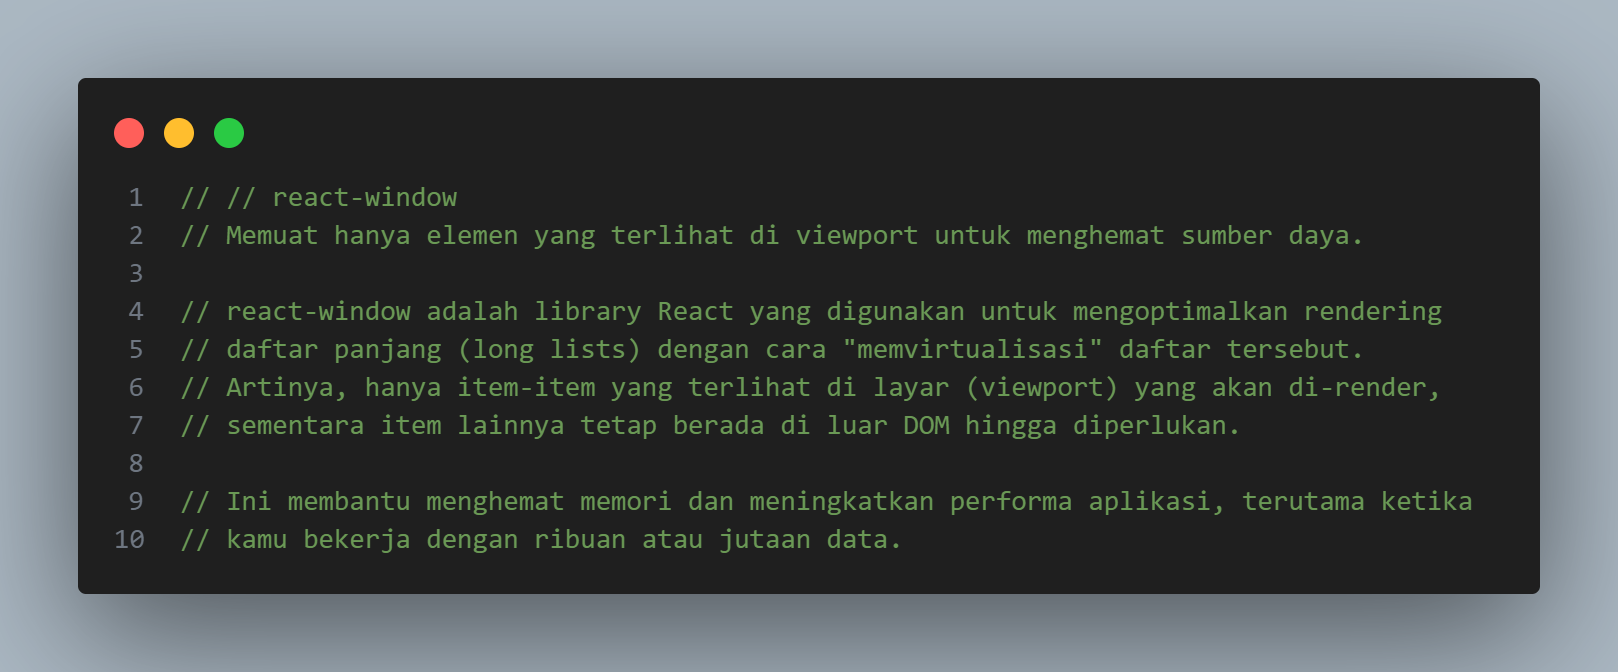 1 // // react-window
2 // Memuat hanya elemen yang terlihat di viewport untuk menghemat sumber daya.
3
4 // react-window adalah library React yang digunakan untuk mengoptimalkan rendering
5 // daftar panjang (long lists) dengan cara "memvirtualisasi" daftar tersebut.
6 // Artinya, hanya item-item yang terlihat di layar (viewport) yang akan di-render,
7 // sementara item lainnya tetap berada di luar DOM hingga diperlukan.
8
9 // Ini membantu menghemat memori dan meningkatkan performa aplikasi, terutama ketika
10 // kamu bekerja dengan ribuan atau jutaan data.